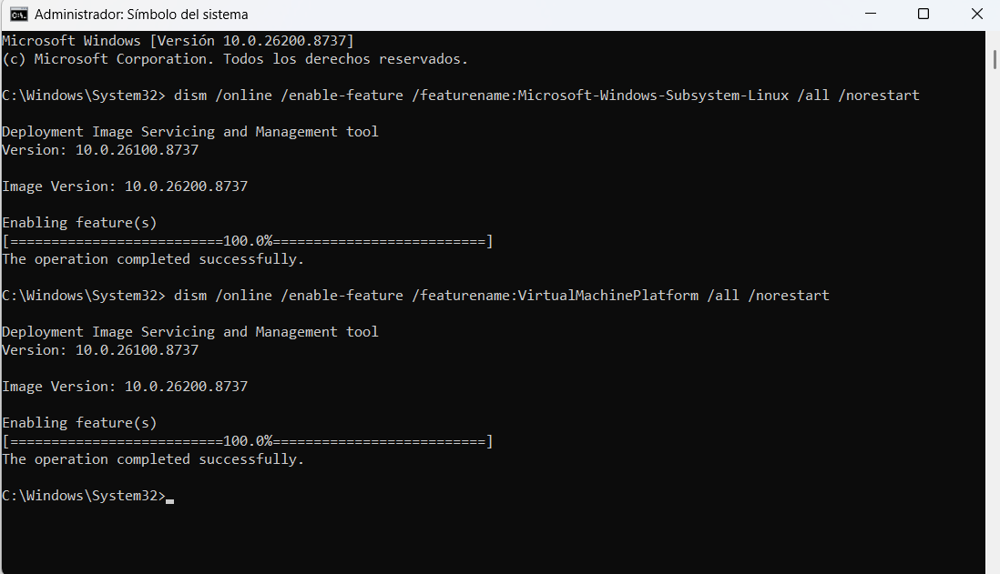 Administrador: Símbolo del sistema
Microsoft Windows [Versión 10.0.26200.8737]
(c) Microsoft Corporation. Todos los derechos reservados.
C:\Windows\System32> dism /online /enable-feature /featurename:Microsoft-Windows-Subsystem-Linux /all /norestart
Deployment Image Servicing and Management tool
Version: 10.0.26100.8737
Image Version: 10.0.26200.8737
Enabling feature(s)
[==========================100.0%==========================]
The operation completed successfully.
C:\Windows\System32> dism /online /enable-feature /featurename:VirtualMachinePlatform /all /norestart
Deployment Image Servicing and Management tool
Version: 10.0.26100.8737
Image Version: 10.0.26200.8737
Enabling feature(s)
[==========================100.0%==========================]
The operation completed successfully.
C:\Windows\System32>